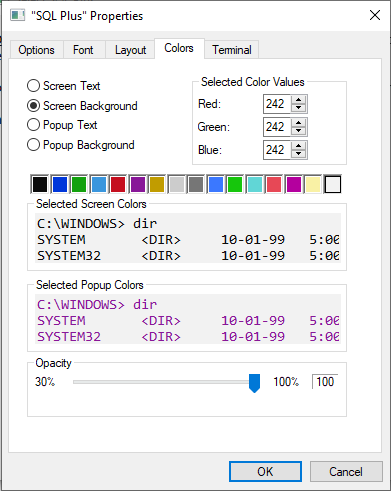 "SQL Plus" Properties
Options Font Layout Colors Terminal
Screen Text
Screen Background
Popup Text
Popup Background
Selected Color Values
Red: 242
Green: 242
Blue: 242
Selected Screen Colors
C:\WINDOWS> dir
SYSTEM <DIR> 10-01-99 5:00
SYSTEM32 <DIR> 10-01-99 5:00
Selected Popup Colors
C:\WINDOWS> dir
SYSTEM <DIR> 10-01-99 5:00
SYSTEM32 <DIR> 10-01-99 5:00
Opacity
30% 100% 100
OK Cancel